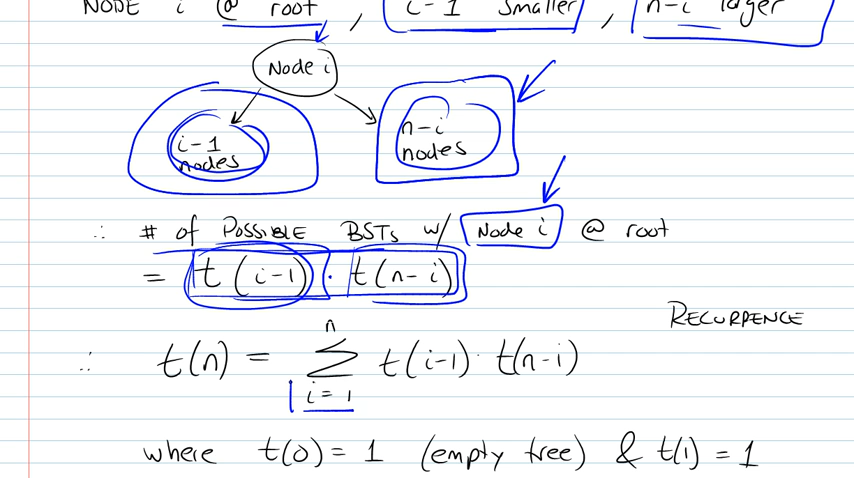 NODE i @ root , i-1 smaller , n-i larger
Node i
i-1 nodes
n-i nodes
∴ # of POSSIBLE BSTs w/ Node i @ root
= t(i-1) · t(n-i)
RECURRENCE
∴ t(n) = n ∑ i=1 t(i-1) · t(n-i)
where t(0) = 1 (empty tree) & t(1) = 1